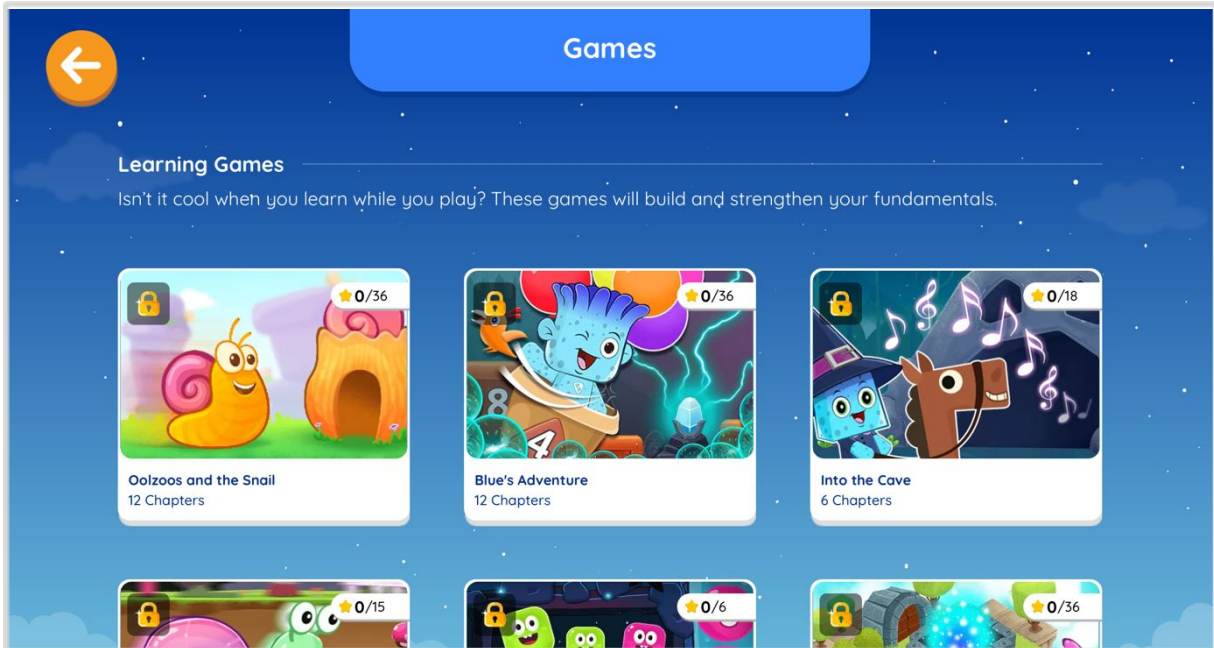 Games
Learning Games
Isn't it cool when you learn while you play? These games will build and strengthen your fundamentals.
0/36
0/36
0/18
8
4
Oolzoos and the Snail
12 Chapters
Blue's Adventure
12 Chapters
Into the Cave
6 Chapters
0/15
0/6
0/36